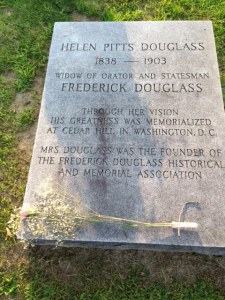 HELEN PITTS DOUGLASS
1838 — 1903
WIDOW OF ORATOR AND STATESMAN
FREDERICK DOUGLASS
THROUGH HER VISION
HIS GREATNESS WAS MEMORIALIZED
AT CEDAR HILL IN WASHINGTON, D.C.
MRS DOUGLASS WAS THE FOUNDER OF
THE FREDERICK DOUGLASS HISTORICAL
AND MEMORIAL ASSOCIATION